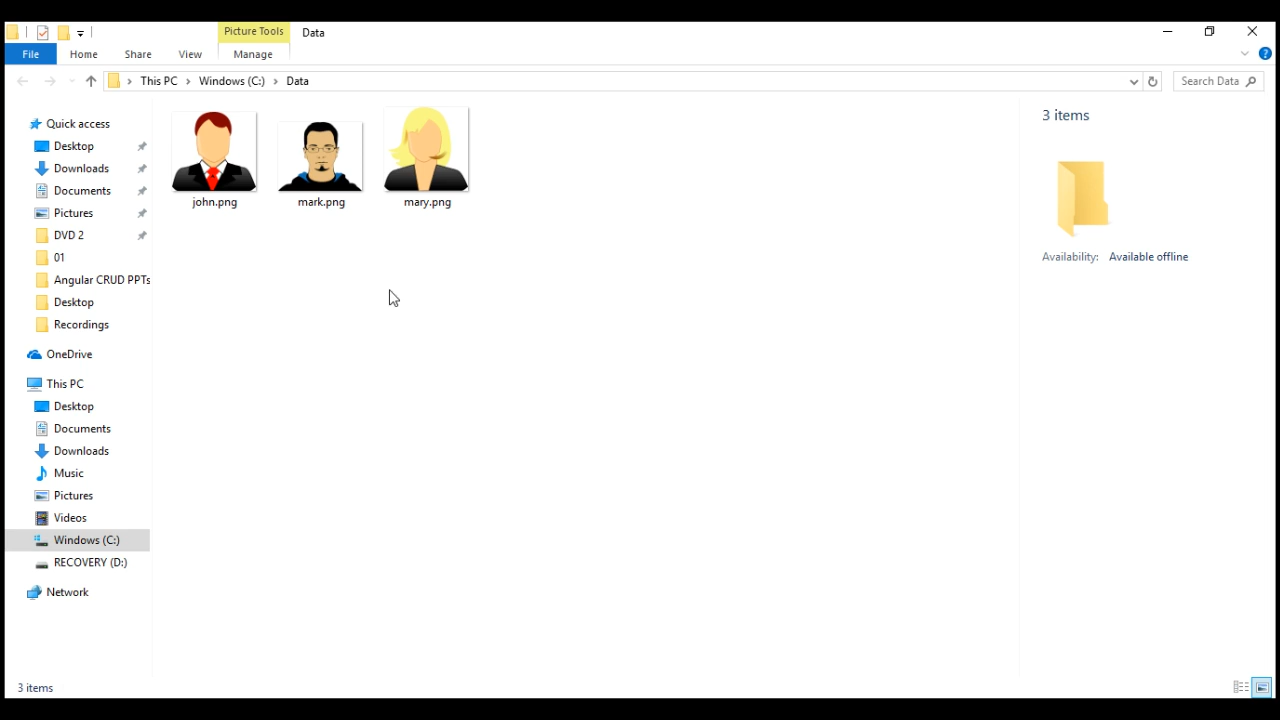 Picture Tools
Data
File
Home
Share
View
Manage
This PC
Windows (C:)
Data
Search Data
Quick access
Desktop
Downloads
Documents
Pictures
DVD 2
01
Angular CRUD PPTs
Desktop
Recordings
OneDrive
This PC
Desktop
Documents
Downloads
Music
Pictures
Videos
Windows (C:)
RECOVERY (D:)
Network
john.png
mark.png
mary.png
3 items
Availability: Available offline
3 items